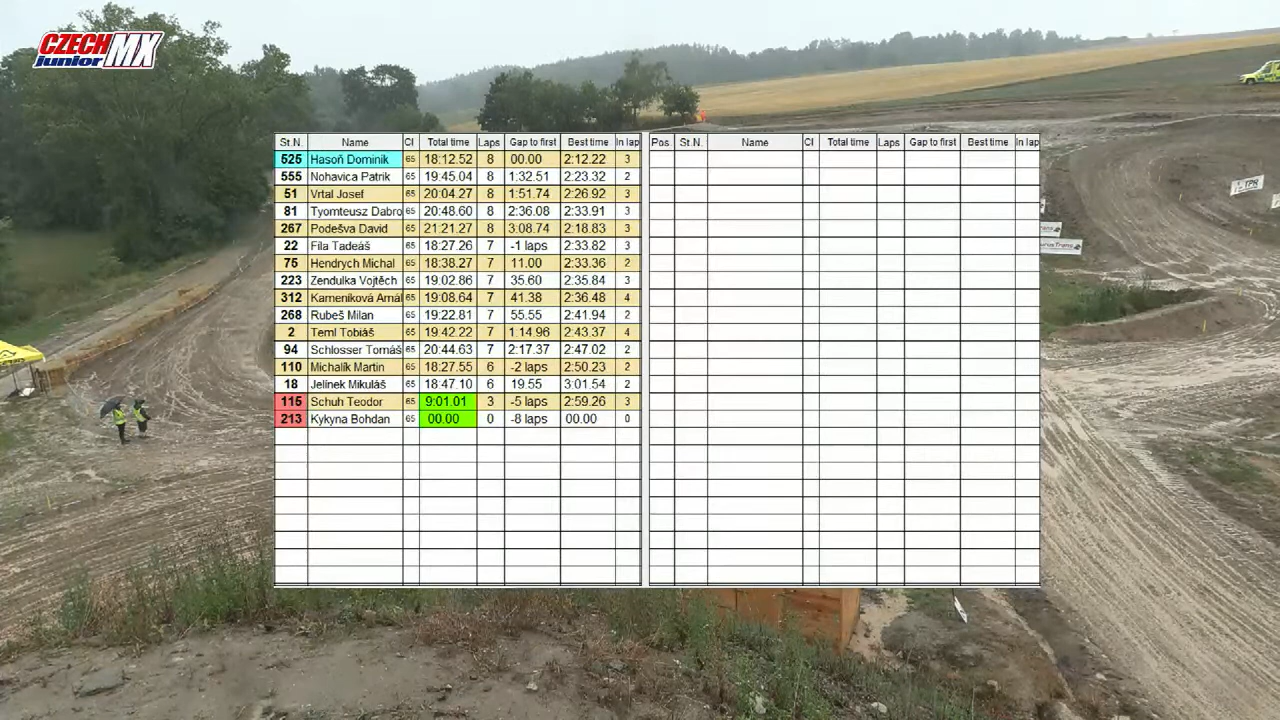 CZECH MX
junior
St.N. Name Cl Total time Laps Gap to first Best time In lap
525 Hasoň Dominik 65 18:12.52 8 00.00 2:12.22 3
555 Nohavica Patrik 65 19:45.04 8 1:32.51 2:23.32 2
51 Vrtal Josef 65 20:04.27 8 1:51.74 2:26.92 3
81 Tyomteusz Dabro 65 20:48.60 8 2:36.08 2:33.91 3
267 Podešva David 65 21:21.27 8 3:08.74 2:18.83 3
22 Fíla Tadeáš 65 18:27.26 7 -1 laps 2:33.82 3
75 Hendrych Michal 65 18:38.27 7 11.00 2:33.36 2
223 Zendulka Vojtěch 65 19:02.86 7 35.60 2:35.84 3
312 Kameníková Amál 65 19:08.64 7 41.38 2:36.48 4
268 Rubeš Milan 65 19:22.81 7 55.55 2:41.94 2
2 Teml Tobiáš 65 19:42.22 7 1:14.96 2:43.37 4
94 Schlosser Tomáš 65 20:44.63 7 2:17.37 2:47.02 2
110 Michalík Martin 65 18:27.55 6 -2 laps 2:50.23 2
18 Jelínek Mikuláš 65 18:47.10 6 19.55 3:01.54 2
115 Schuh Teodor 65 9:01.01 3 -5 laps 2:59.26 3
213 Kykyna Bohdan 65 00.00 0 -8 laps 00.00 0
Pos. St.N. Name Cl Total time Laps Gap to first Best time In lap